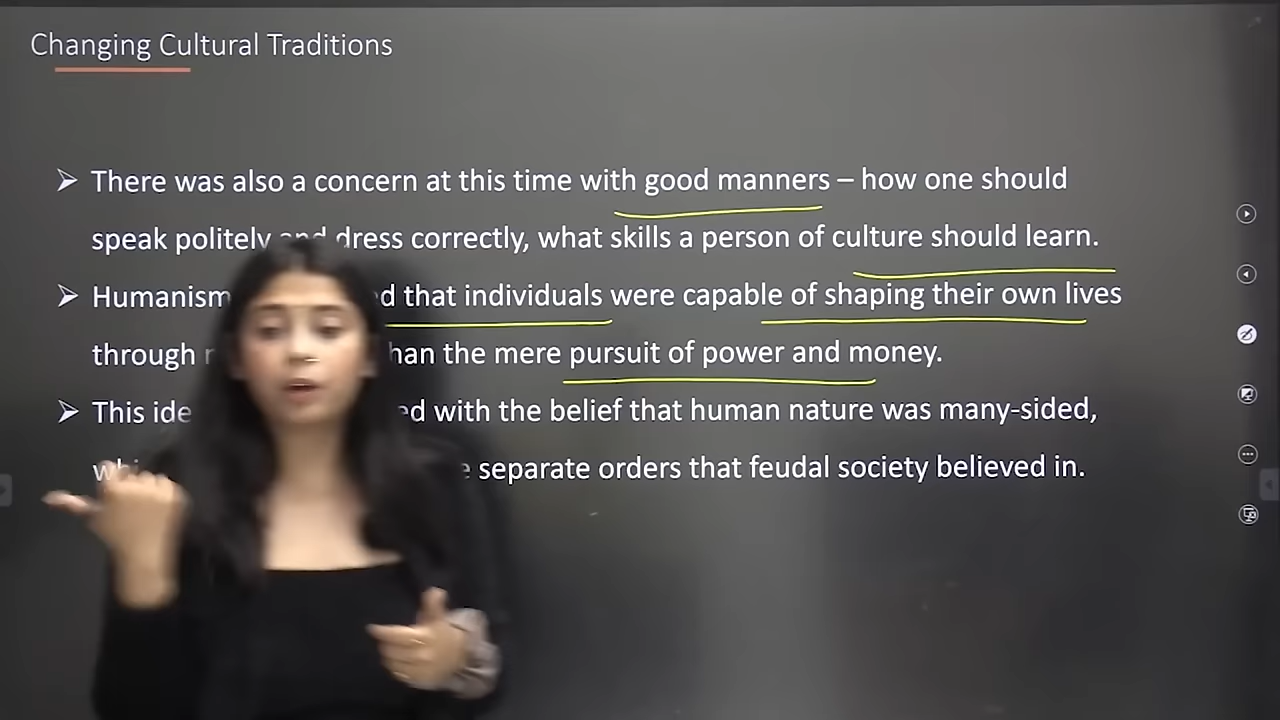 Changing Cultural Traditions
➢ There was also a concern at this time with good manners – how one should
speak politely and dress correctly, what skills a person of culture should learn.
➢ Humanism that individuals were capable of shaping their own lives
through the mere pursuit of power and money.
➢ This with the belief that human nature was many-sided,
separate orders that feudal society believed in.